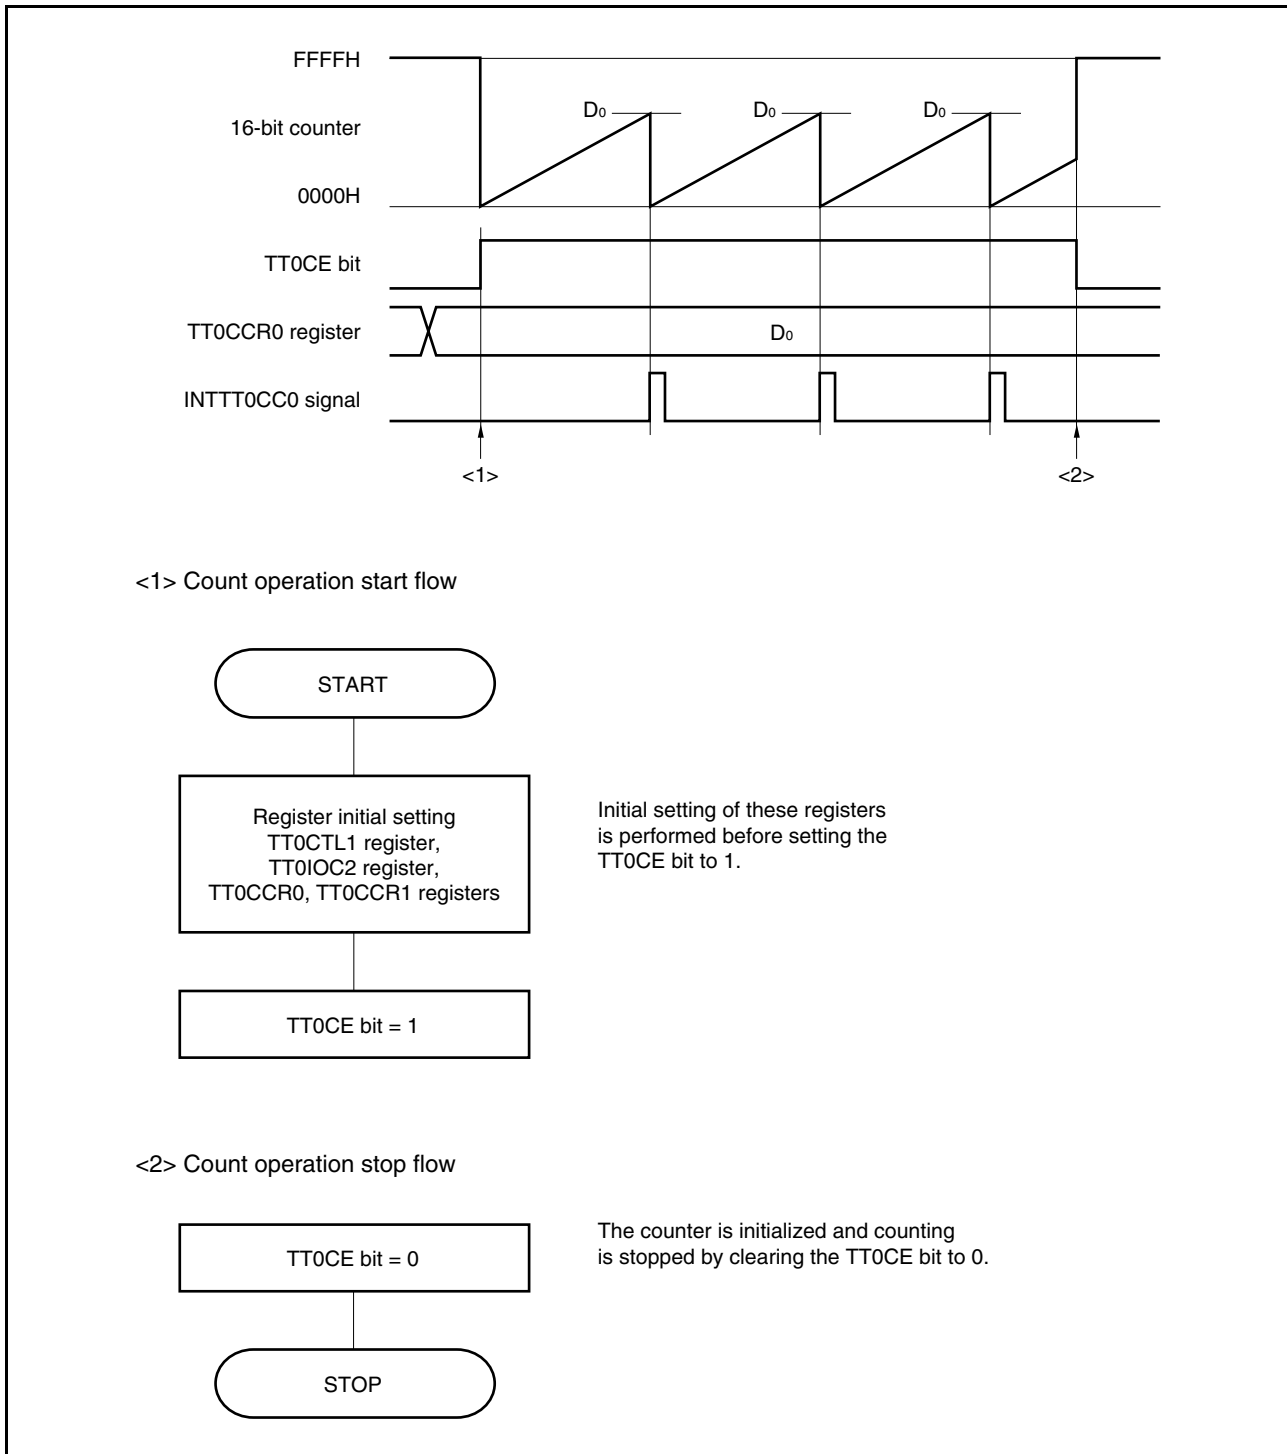 FFFFH
D0 D0 D0
16-bit counter
0000H
TT0CE bit
TT0CCR0 register D0
INTTT0CC0 signal
<1> <2>
<1> Count operation start flow
START
Register initial setting
TT0CTL1 register,
TT0IOC2 register,
TT0CCR0, TT0CCR1 registers
Initial setting of these registers
is performed before setting the
TT0CE bit to 1.
TT0CE bit = 1
<2> Count operation stop flow
TT0CE bit = 0
The counter is initialized and counting
is stopped by clearing the TT0CE bit to 0.
STOP